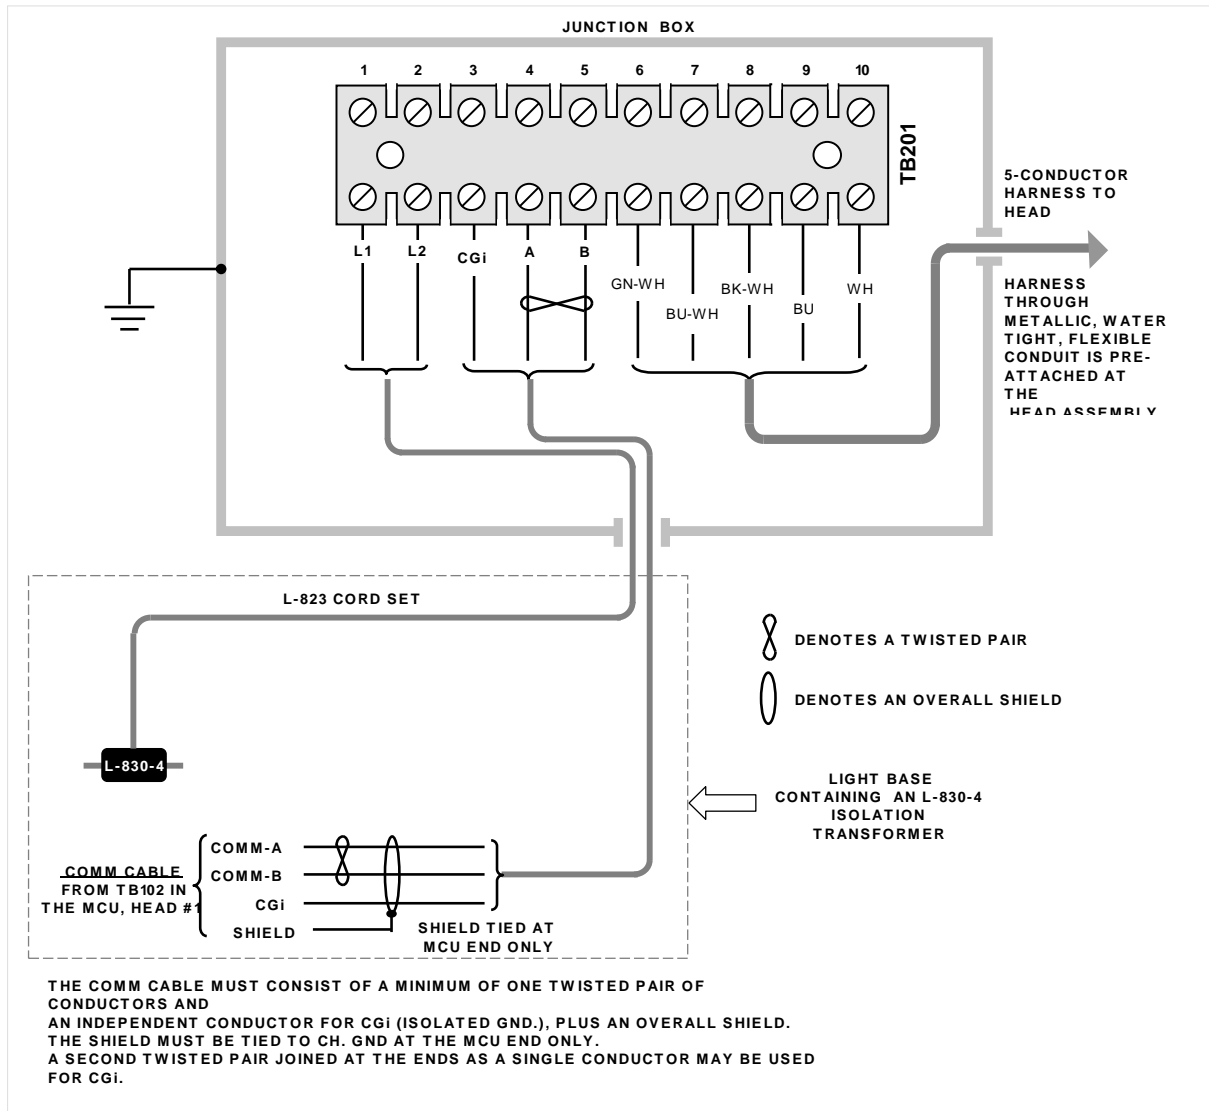 JUNCTION BOX
1 2 3 4 5 6 7 8 9 10
TB201
L1 L2 CGi A B
GN-WH BU-WH BK-WH BU WH
5-CONDUCTOR
HARNESS TO
HEAD
HARNESS
THROUGH
METALLIC, WATER
TIGHT, FLEXIBLE
CONDUIT IS PRE-
ATTACHED AT
THE
HEAD ASSEMBLY
L-823 CORD SET
DENOTES A TWISTED PAIR
DENOTES AN OVERALL SHIELD
L-830-4
LIGHT BASE
CONTAINING AN L-830-4
ISOLATION
TRANSFORMER
COMM CABLE
FROM TB102 IN
THE MCU, HEAD #1
COMM-A
COMM-B
CGi
SHIELD
SHIELD TIED AT
MCU END ONLY
THE COMM CABLE MUST CONSIST OF A MINIMUM OF ONE TWISTED PAIR OF
CONDUCTORS AND
AN INDEPENDENT CONDUCTOR FOR CGi (ISOLATED GND.), PLUS AN OVERALL SHIELD.
THE SHIELD MUST BE TIED TO CH. GND AT THE MCU END ONLY.
A SECOND TWISTED PAIR JOINED AT THE ENDS AS A SINGLE CONDUCTOR MAY BE USED
FOR CGi.